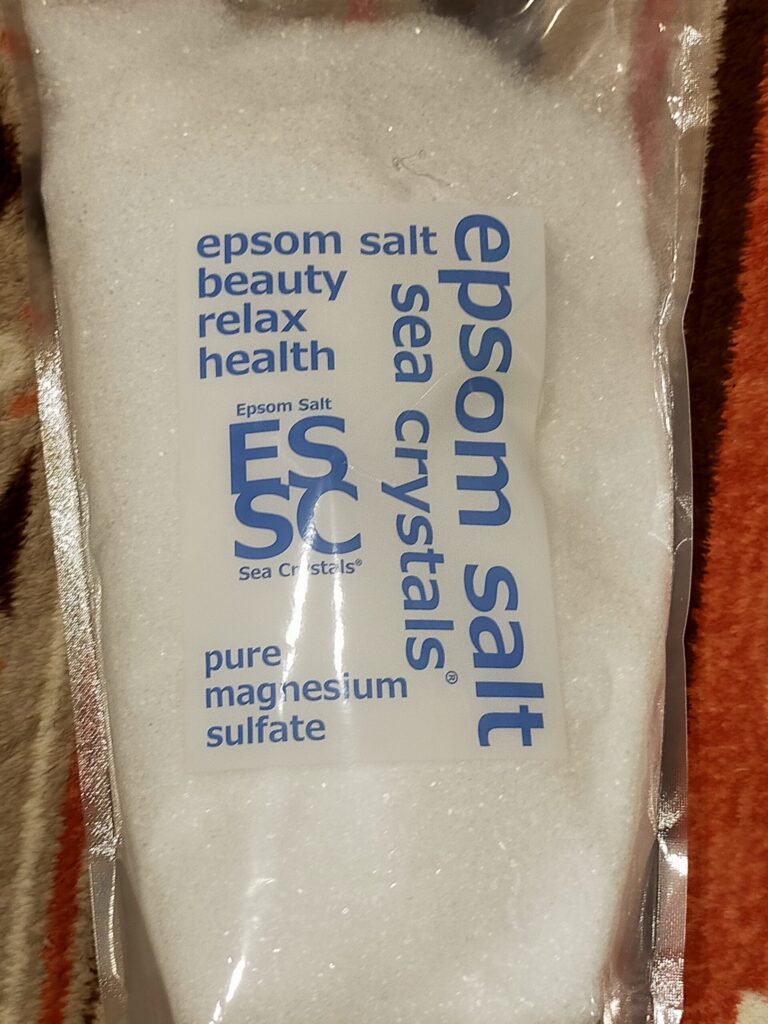 epsom salt
beauty
relax
health
Epsom Salt
ES
SC
Sea Crystals®
pure
magnesium
sulfate
epsom salt
sea crystals®